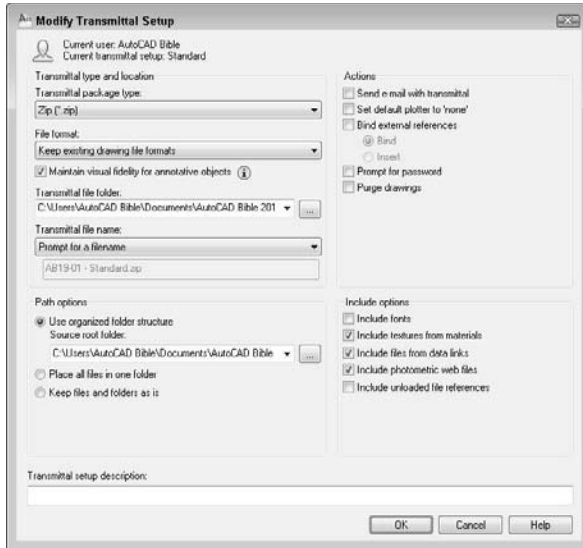 Modify Transmittal Setup
Current user: AutoCAD Bible
Current transmittal setup: Standard
Transmittal type and location
Transmittal package type:
Zip (*.zip)
File format:
Keep existing drawing file formats
Maintain visual fidelity for annotative objects
Transmittal file folder:
C:\Users\AutoCAD Bible\Documents\AutoCAD Bible 201
...
Transmittal file name:
Prompt for a filename
AB19-01 - Standard.zip
Actions
Send e-mail with transmittal
Set default plotter to 'none'
Bind external references
Bind
Insert
Prompt for password
Purge drawings
Path options
Use organized folder structure
Source root folder:
C:\Users\AutoCAD Bible\Documents\AutoCAD Bible
...
Place all files in one folder
Keep files and folders as is
Include options
Include fonts
Include textures from materials
Include files from data links
Include photometric web files
Include unloaded file references
Transmittal setup description:
OK Cancel Help